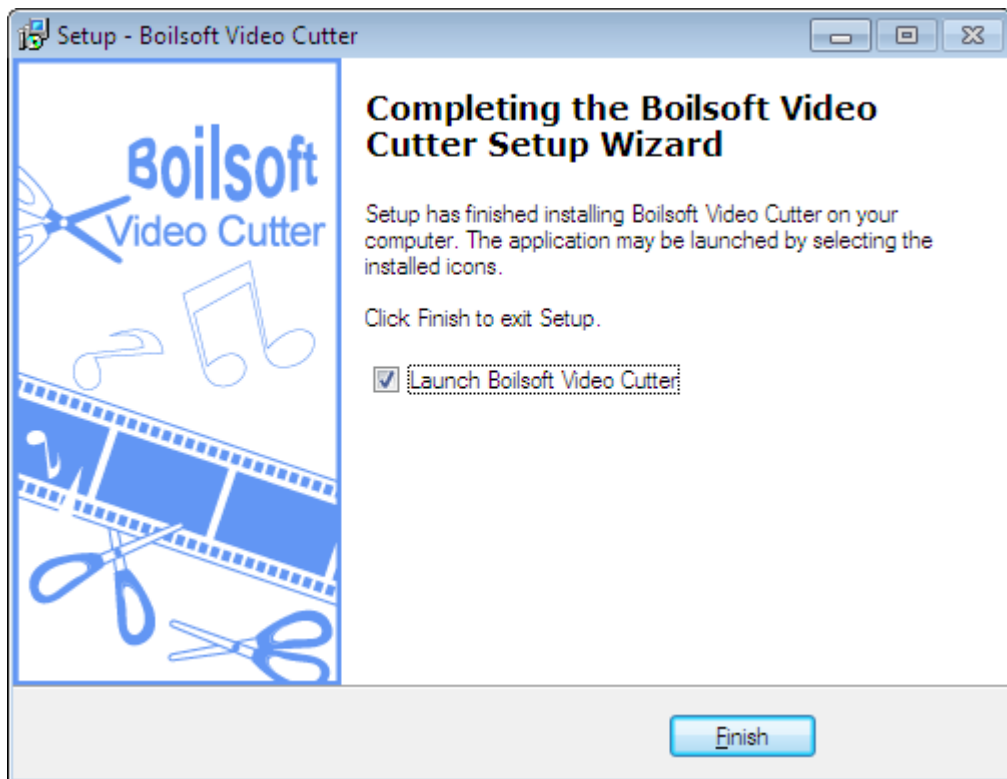 Setup - Boilsoft Video Cutter
Boilsoft
Video Cutter
Completing the Boilsoft Video
Cutter Setup Wizard
Setup has finished installing Boilsoft Video Cutter on your
computer. The application may be launched by selecting the
installed icons.
Click Finish to exit Setup.
Launch Boilsoft Video Cutter
Finish